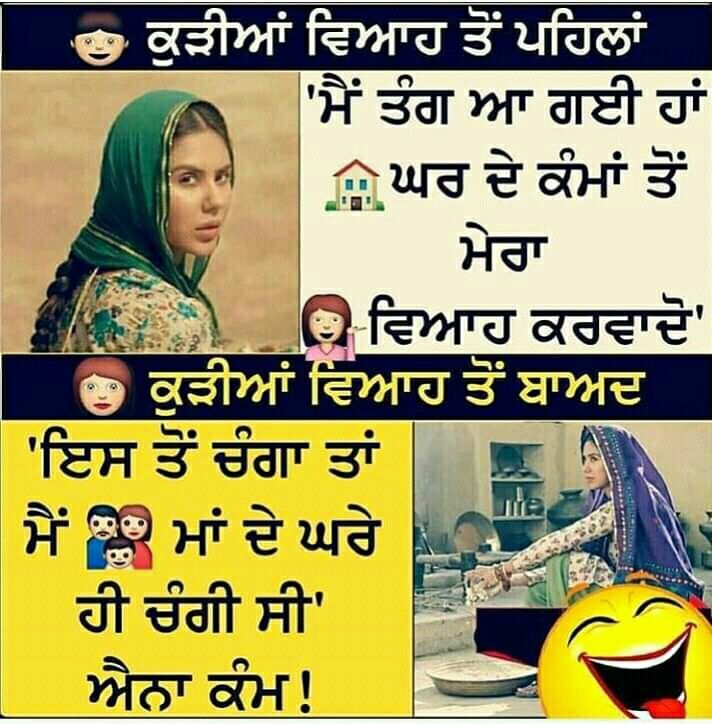 ਕੁੜੀਆਂ ਵਿਆਹ ਤੋਂ ਪਹਿਲਾਂ
'ਮੈਂ ਤੰਗ ਆ ਗਈ ਹਾਂ
ਘਰ ਦੇ ਕੰਮਾਂ ਤੋਂ
ਮੇਰਾ
ਵਿਆਹ ਕਰਵਾਦੋ'
ਕੁੜੀਆਂ ਵਿਆਹ ਤੋਂ ਬਾਅਦ
'ਇਸ ਤੋਂ ਚੰਗਾ ਤਾਂ
ਮੈਂ ਮਾਂ ਦੇ ਘਰੇ
ਹੀ ਚੰਗੀ ਸੀ'
ਐਨਾ ਕੰਮ!